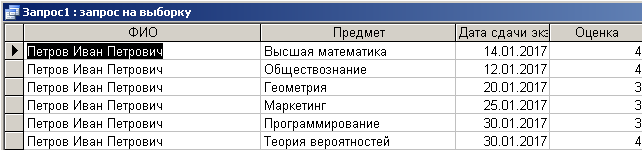 Запрос1 : запрос на выборку
ФИО Предмет Дата сдачи экз Оценка
Петров Иван Петрович Высшая математика 14.01.2017 4
Петров Иван Петрович Обществознание 12.01.2017 4
Петров Иван Петрович Геометрия 20.01.2017 3
Петров Иван Петрович Маркетинг 25.01.2017 3
Петров Иван Петрович Программирование 30.01.2017 3
Петров Иван Петрович Теория вероятностей 30.01.2017 4